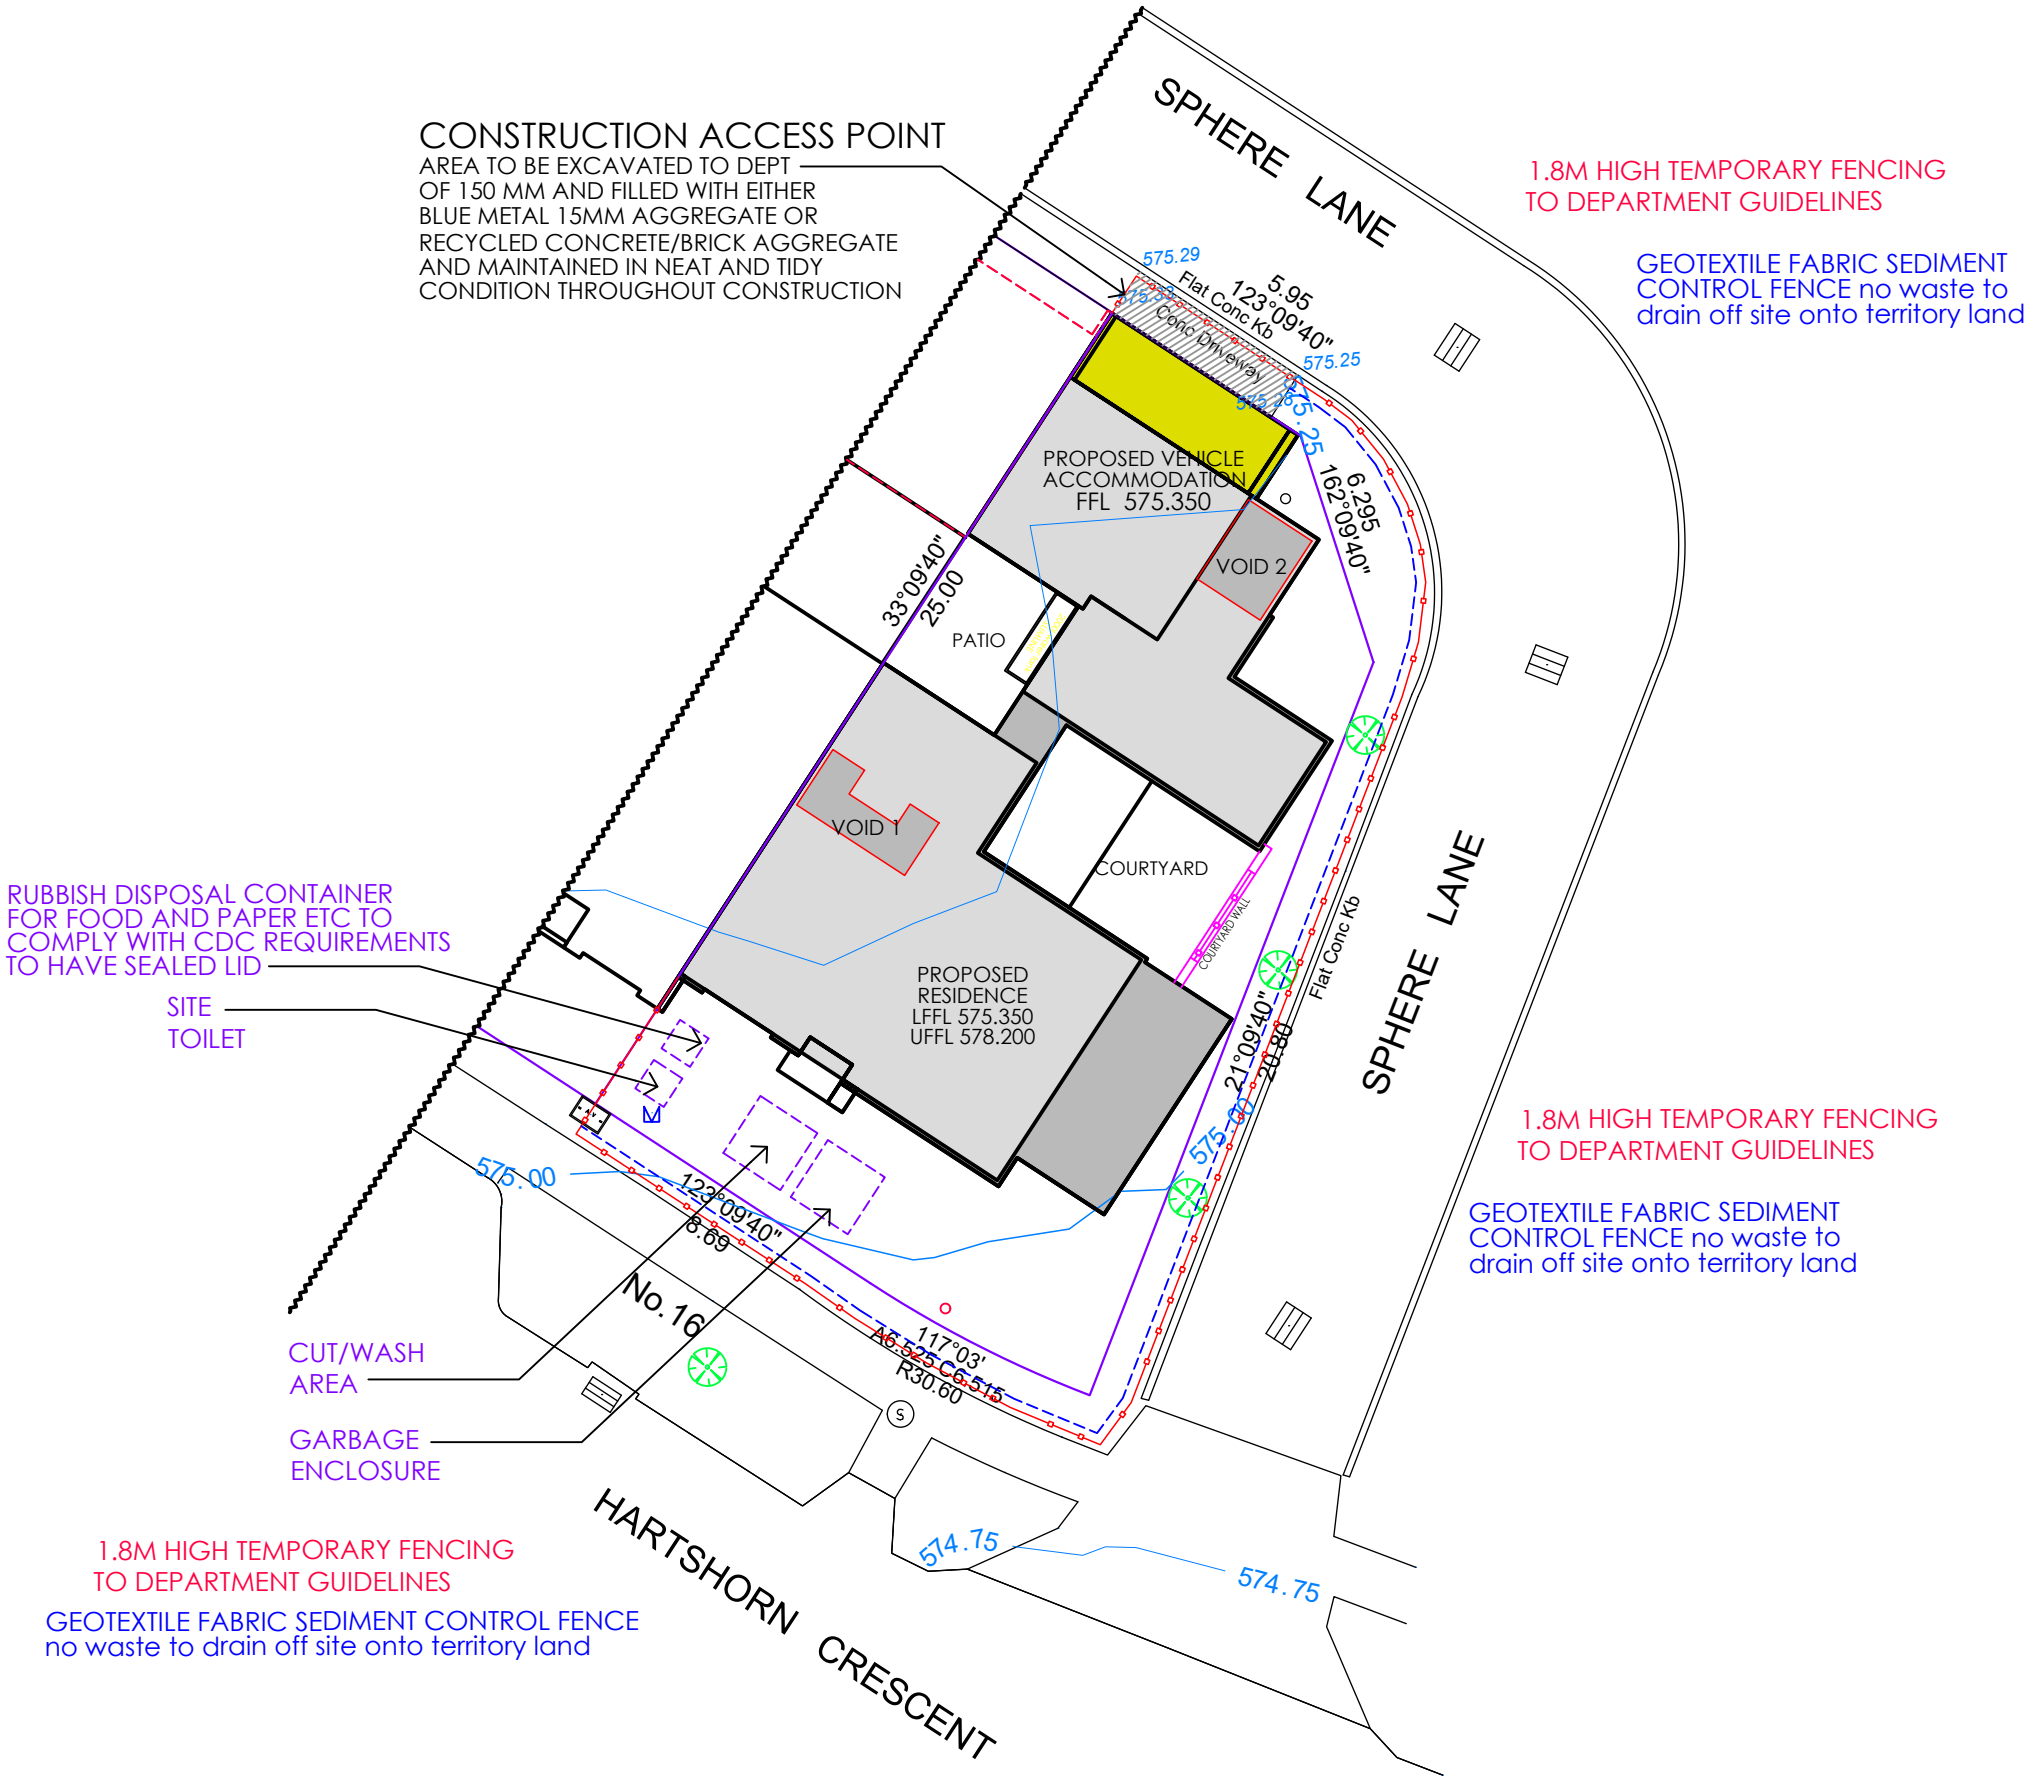 SPHERE LANE
CONSTRUCTION ACCESS POINT
AREA TO BE EXCAVATED TO DEPT
OF 150 MM AND FILLED WITH EITHER
BLUE METAL 15MM AGGREGATE OR
RECYCLED CONCRETE/BRICK AGGREGATE
AND MAINTAINED IN NEAT AND TIDY
CONDITION THROUGHOUT CONSTRUCTION
1.8M HIGH TEMPORARY FENCING
TO DEPARTMENT GUIDELINES
GEOTEXTILE FABRIC SEDIMENT
CONTROL FENCE no waste to
drain off site onto territory land
575.29
5.95
123°09'40"
Flat Conc Kb
Conc Driveway
575.25
575.25
PROPOSED VEHICLE
ACCOMMODATION
FFL 575.350
6.295
162°09'40"
VOID 2
33°09'40"
25.00
PATIO
VOID 1
COURTYARD
COURTYARD WALL
SPHERE LANE
Flat Conc Kb
RUBBISH DISPOSAL CONTAINER
FOR FOOD AND PAPER ETC TO
COMPLY WITH CDC REQUIREMENTS
TO HAVE SEALED LID
SITE
TOILET
PROPOSED
RESIDENCE
LFFL 575.350
UFFL 578.200
21°09'40"
20.80
575.00
1.8M HIGH TEMPORARY FENCING
TO DEPARTMENT GUIDELINES
GEOTEXTILE FABRIC SEDIMENT
CONTROL FENCE no waste to
drain off site onto territory land
M
575.00
123°09'40"
8.69
No. 16
117°03'
A6.525 C6.515
R30.60
S
CUT/WASH
AREA
GARBAGE
ENCLOSURE
HARTSHORN CRESCENT
574.75
574.75
1.8M HIGH TEMPORARY FENCING
TO DEPARTMENT GUIDELINES
GEOTEXTILE FABRIC SEDIMENT CONTROL FENCE
no waste to drain off site onto territory land